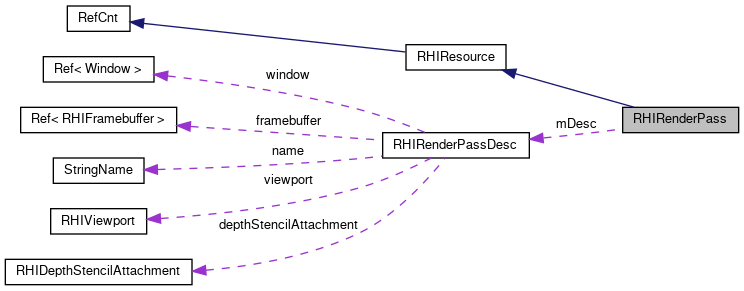 RefCnt
RHIResource
Ref< Window >
window
RHIRenderPass
Ref< RHIFramebuffer >
framebuffer
mDesc
RHIRenderPassDesc
name
StringName
viewport
RHIViewport
depthStencilAttachment
RHIDepthStencilAttachment